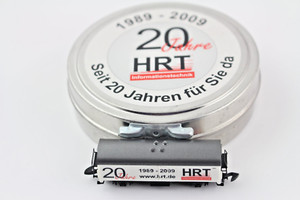 1989 - 2009
20 Jahre
HRT
Informationstechnik
Seit 20 Jahren für Sie da
20 Jahre
1989 - 2009
www.hrt.de
HRT